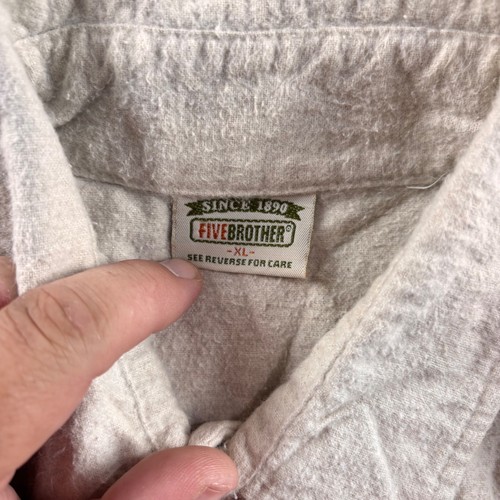 SINCE 1890
FIVEBROTHER©
-XL-
SEE REVERSE FOR CARE